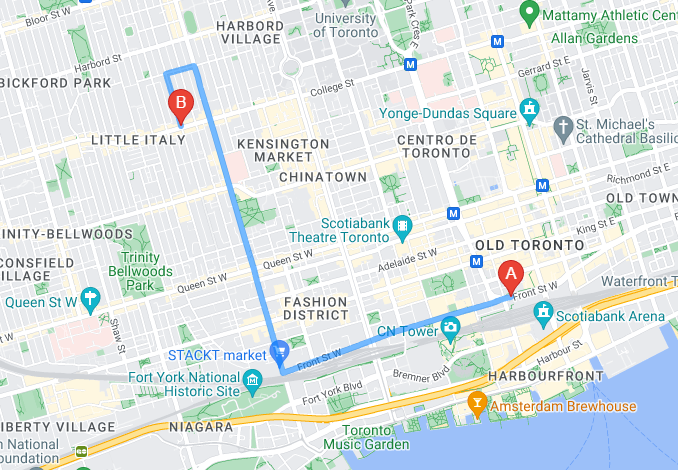 Bloor St W
HARBORD
VILLAGE
University
of Toronto
Park Cres E
Mattamy Athletic Cent
Allan Gardens
Harbord St
BICKFORD PARK
College St
Gerrard St E
Jarvis St
M
M
B
Yonge-Dundas Square
St. Michael's
Cathedral Basilic
LITTLE ITALY
KENSINGTON
MARKET
CENTRO DE
TORONTO
CHINATOWN
Richmond St E
M
OLD TOWN
M
Scotiabank
Theatre Toronto
King St E
RINITY-BELLWOODS
OLD TORONTO
Trinity
Bellwoods
Park
CONSFIELD
VILLAGE
Queen St W
Adelaide St W
M
A
Waterfront T
Queen St W
Shaw St
FASHION
DISTRICT
Front St W
CN Tower
Scotiabank Arena
STACKT market
Front St W
Harbour St
Fort York National
Historic Site
Fort York Blvd
Bremner Blvd
HARBOURFRONT
Amsterdam Brewhouse
LIBERTY VILLAGE
NIAGARA
Toronto
Music Garden
n National
oundation
GO